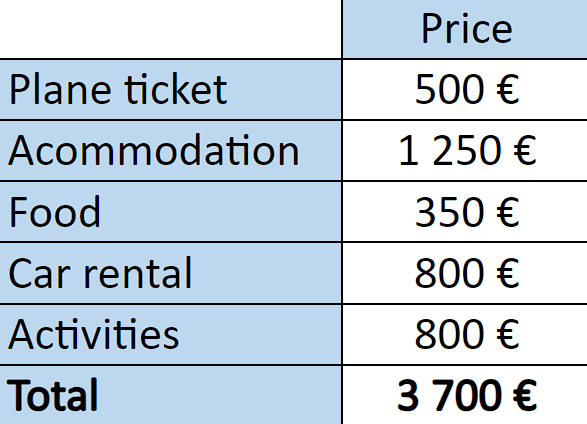 Price
Plane ticket 500 €
Acommodation 1 250 €
Food 350 €
Car rental 800 €
Activities 800 €
Total 3 700 €